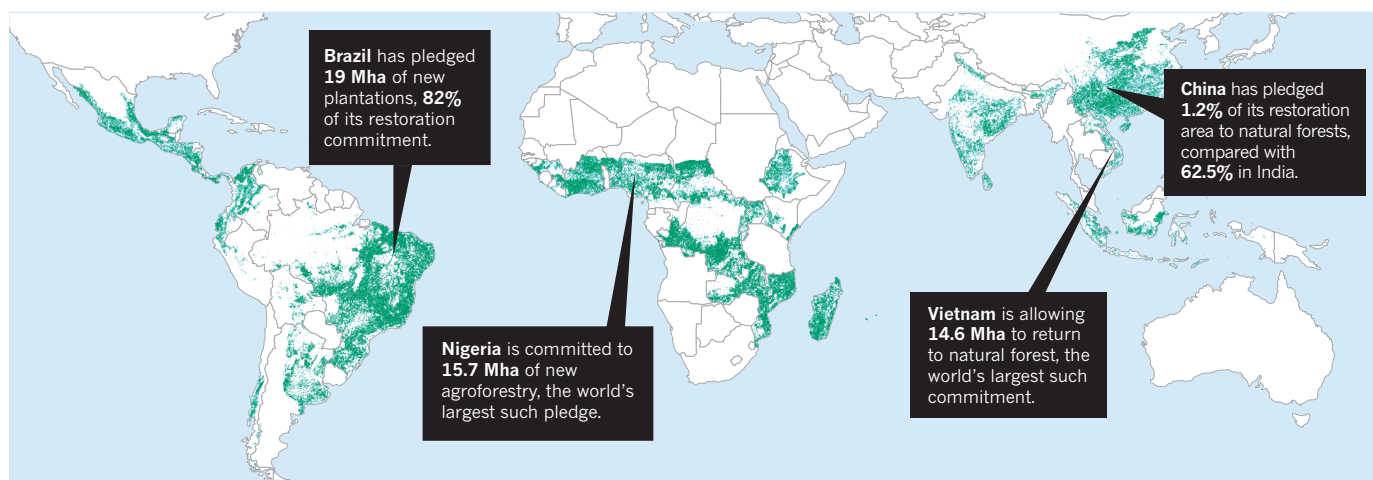 Brazil has pledged
19 Mha of new
plantations, 82%
of its restoration
commitment.
Nigeria is committed to
15.7 Mha of new
agroforestry, the world's
largest such pledge.
Vietnam is allowing
14.6 Mha to return
to natural forest, the
world's largest such
commitment.
China has pledged
1.2% of its restoration
area to natural forests,
compared with
62.5% in India.